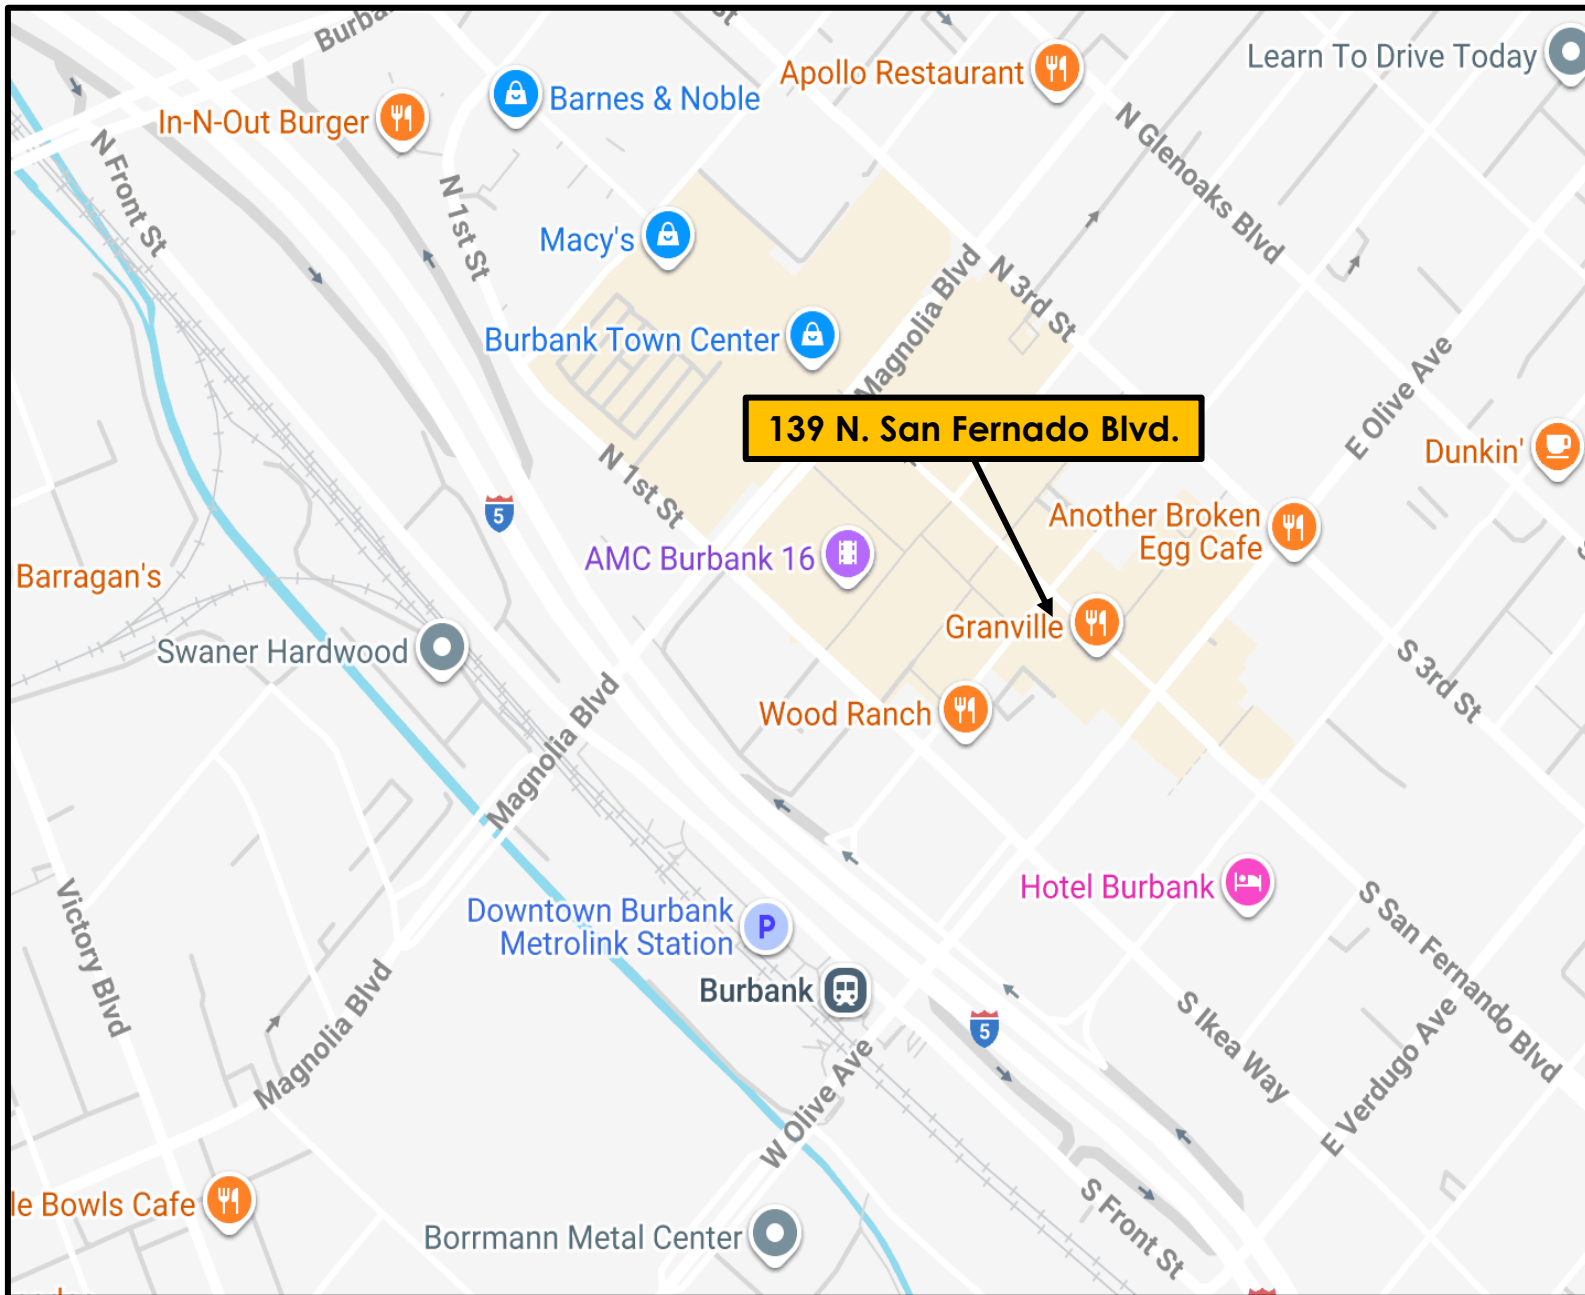 Burba
St
Apollo Restaurant
Learn To Drive Today
Barnes & Noble
In-N-Out Burger
N Glenoaks Blvd
N Front St
N 1st St
Macy's
N 3rd St
Magnolia Blvd
Burbank Town Center
E Olive Ave
139 N. San Fernado Blvd.
Dunkin'
N 1st St
5
Another Broken
Egg Cafe
AMC Burbank 16
Barragan's
Granville
Swaner Hardwood
S 3rd St
Wood Ranch
Magnolia Blvd
Hotel Burbank
Victory Blvd
Downtown Burbank
Metrolink Station
P
S San Fernando Blvd
Burbank
5
S Ikea Way
Magnolia Blvd
E Verdugo Ave
W Olive Ave
le Bowls Cafe
S Front St
Borrmann Metal Center